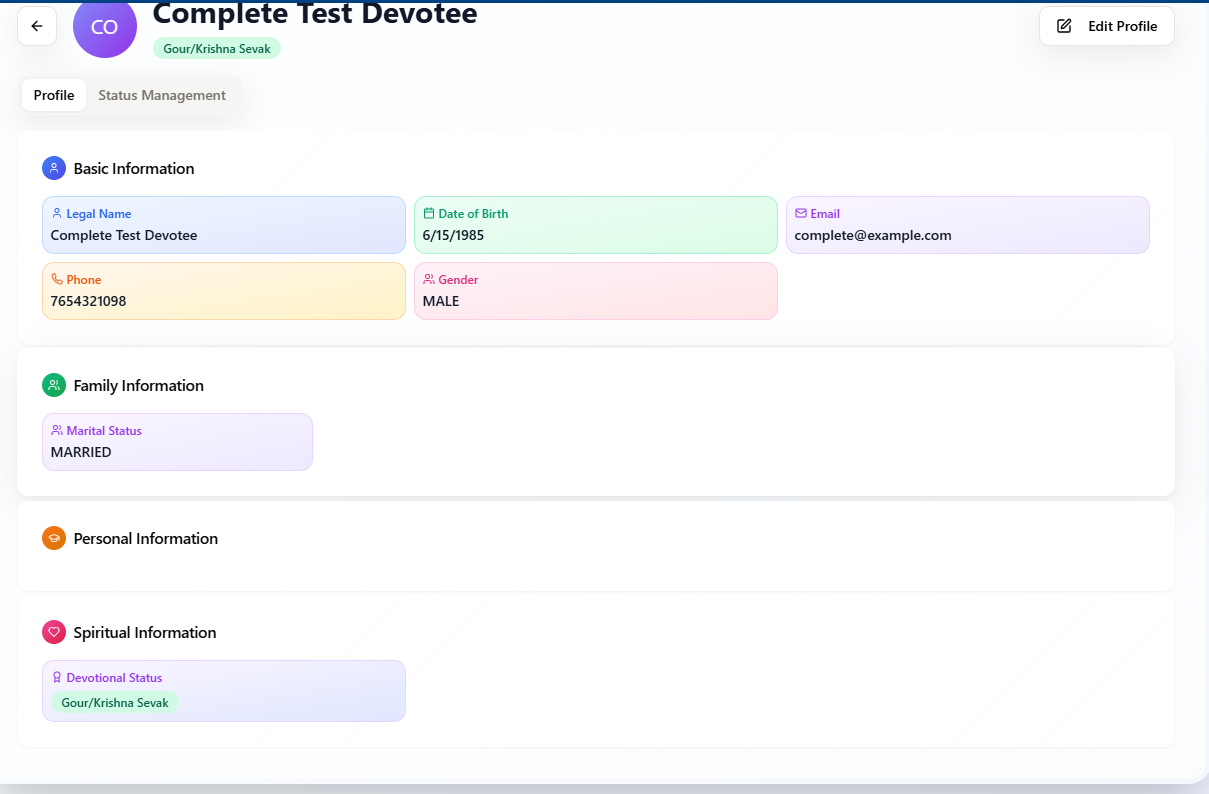 Complete Test Devotee
CO
Gour/Krishna Sevak
Edit Profile
Profile
Status Management
Basic Information
Legal Name
Complete Test Devotee
Date of Birth
6/15/1985
Email
complete@example.com
Phone
7654321098
Gender
MALE
Family Information
Marital Status
MARRIED
Personal Information
Spiritual Information
Devotional Status
Gour/Krishna Sevak